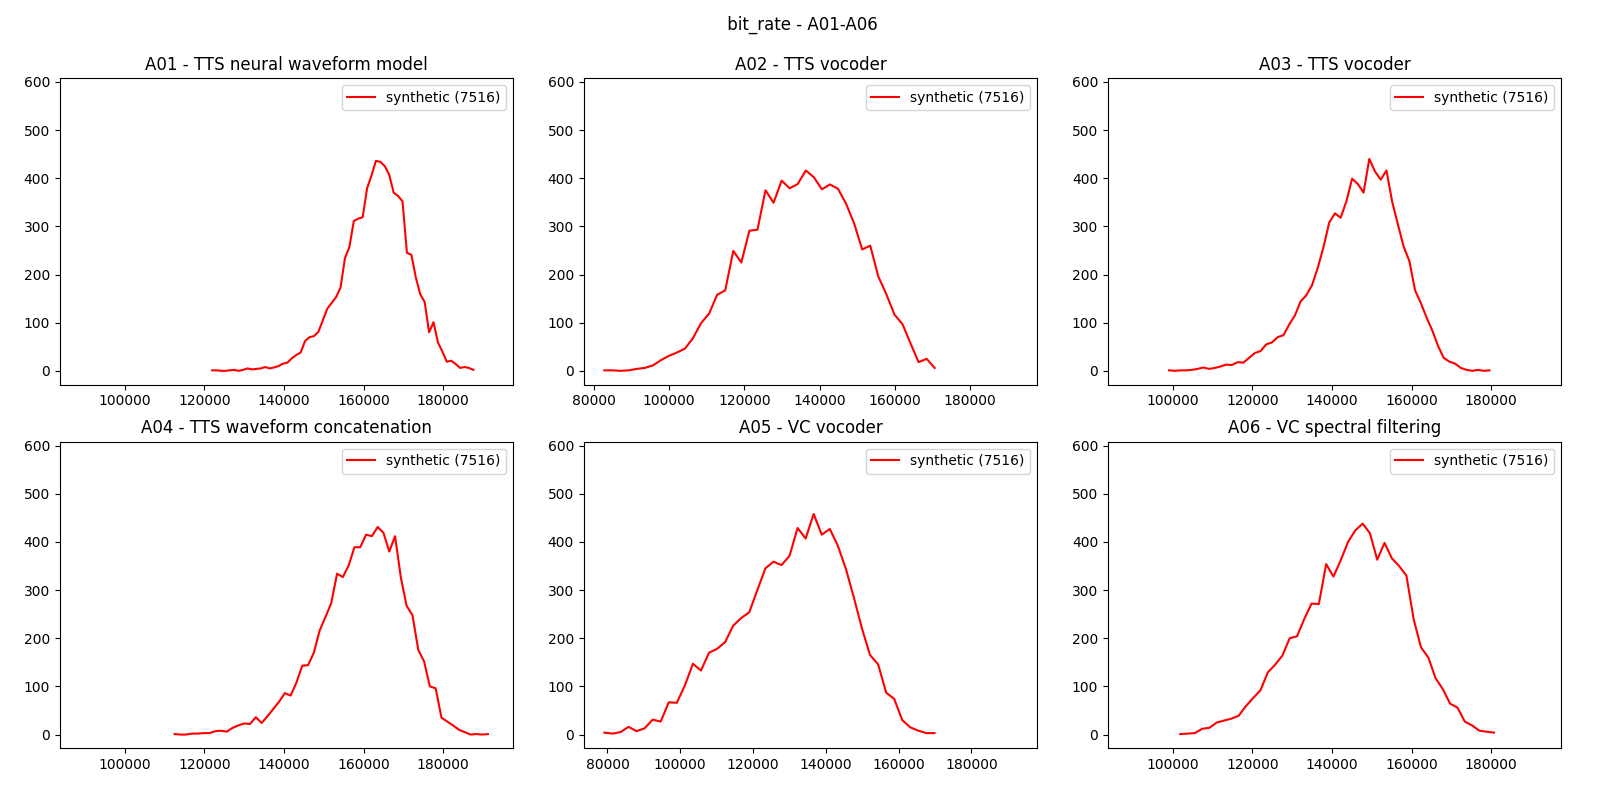 bit_rate - A01-A06
A01 - TTS neural waveform model
A02 - TTS vocoder
A03 - TTS vocoder
600
500
400
300
200
100
0
synthetic (7516)
100000 120000 140000 160000 180000
600
500
400
300
200
100
0
synthetic (7516)
80000 100000 120000 140000 160000 180000
600
500
400
300
200
100
0
synthetic (7516)
100000 120000 140000 160000 180000
A04 - TTS waveform concatenation
A05 - VC vocoder
A06 - VC spectral filtering
600
500
400
300
200
100
0
synthetic (7516)
100000 120000 140000 160000 180000
600
500
400
300
200
100
0
synthetic (7516)
80000 100000 120000 140000 160000 180000
600
500
400
300
200
100
0
synthetic (7516)
100000 120000 140000 160000 180000